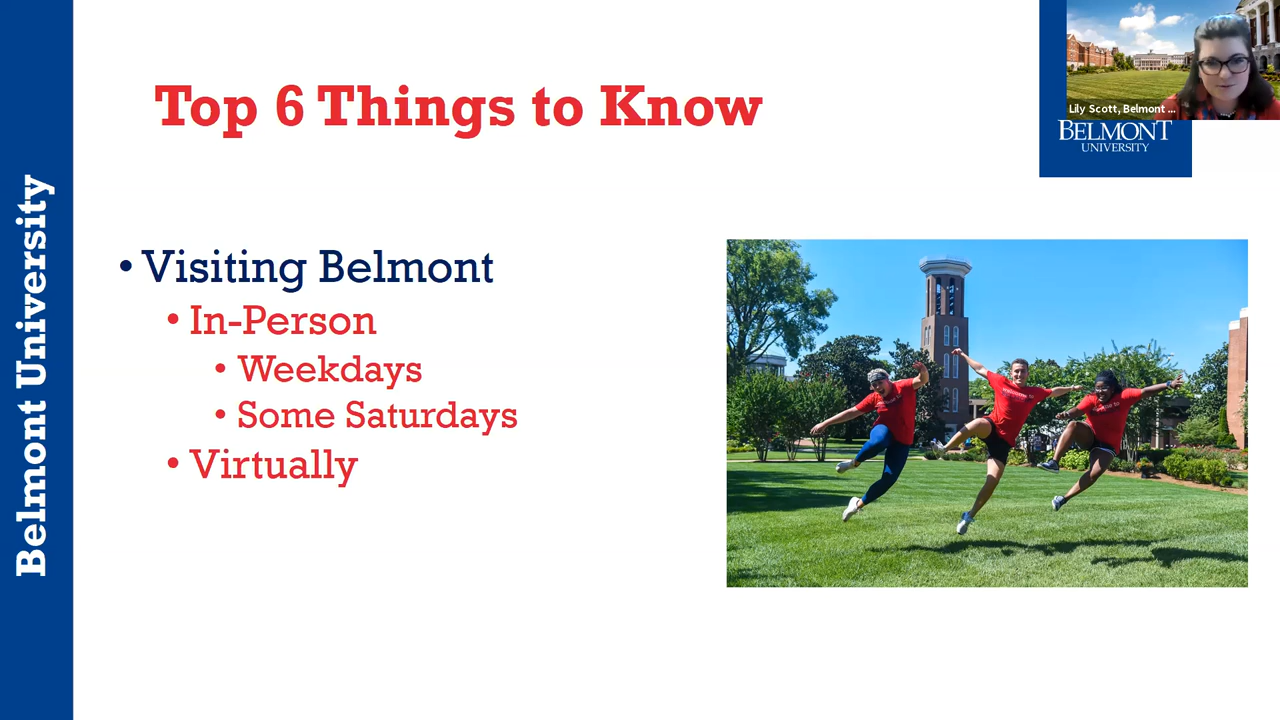 Top 6 Things to Know
Lily Scott, Belmont ...
BELMONT
UNIVERSITY
Belmont University
• Visiting Belmont
• In-Person
• Weekdays
• Some Saturdays
• Virtually